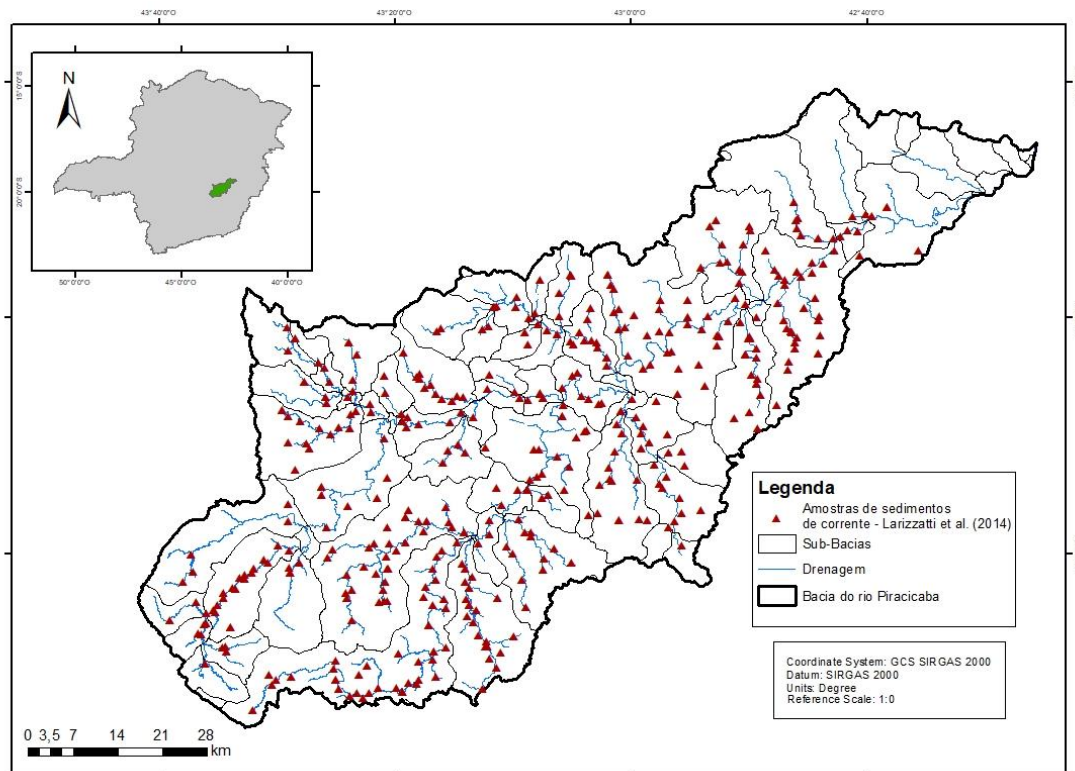 43°40'0"W 43°20'0"W 43°0'0"W 42°40'0"W
N
15°0'0"S
20°0'0"S
50°0'0"W 45°0'0"W 40°0'0"W
Legenda
Amostras de sedimentos
de corrente - Larizzatti et al. (2014)
Sub-Bacias
Drenagem
Bacia do rio Piracicaba
Coordinate System: GCS SIRGAS 2000
Datum: SIRGAS 2000
Units: Degree
Reference Scale: 1:0
0 3,5 7 14 21 28
km